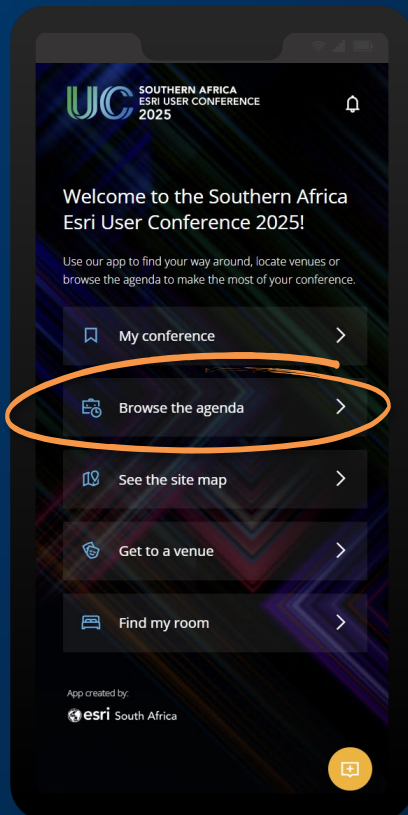 UC SOUTHERN AFRICA
ESRI USER CONFERENCE
2025
Welcome to the Southern Africa
Esri User Conference 2025!
Use our app to find your way around, locate venues or
browse the agenda to make the most of your conference.
My conference
Browse the agenda
See the site map
Get to a venue
Find my room
App created by:
esri South Africa